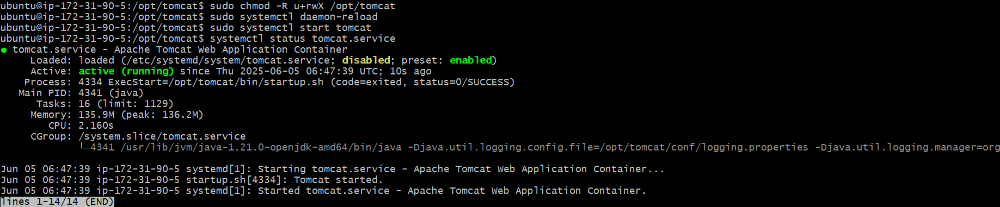 ubuntu@ip-172-31-90-5:/opt/tomcat$ sudo chmod -R u+rwX /opt/tomcat
ubuntu@ip-172-31-90-5:/opt/tomcat$ sudo systemctl daemon-reload
ubuntu@ip-172-31-90-5:/opt/tomcat$ sudo systemctl start tomcat
ubuntu@ip-172-31-90-5:/opt/tomcat$ systemctl status tomcat.service
● tomcat.service - Apache Tomcat Web Application Container
Loaded: loaded (/etc/systemd/system/tomcat.service; disabled; preset: enabled)
Active: active (running) since Thu 2025-06-05 06:47:39 UTC; 10s ago
Process: 4334 ExecStart=/opt/tomcat/bin/startup.sh (code=exited, status=0/SUCCESS)
Main PID: 4341 (java)
Tasks: 16 (limit: 1129)
Memory: 135.9M (peak: 136.2M)
CPU: 2.160s
CGroup: /system.slice/tomcat.service
└─4341 /usr/lib/jvm/java-1.21.0-openjdk-amd64/bin/java -Djava.util.logging.config.file=/opt/tomcat/conf/logging.properties -Djava.util.logging.manager=org
Jun 05 06:47:39 ip-172-31-90-5 systemd[1]: Starting tomcat.service - Apache Tomcat Web Application Container...
Jun 05 06:47:39 ip-172-31-90-5 startup.sh[4334]: Tomcat started.
Jun 05 06:47:39 ip-172-31-90-5 systemd[1]: Started tomcat.service - Apache Tomcat Web Application Container.
lines 1-14/14 (END)